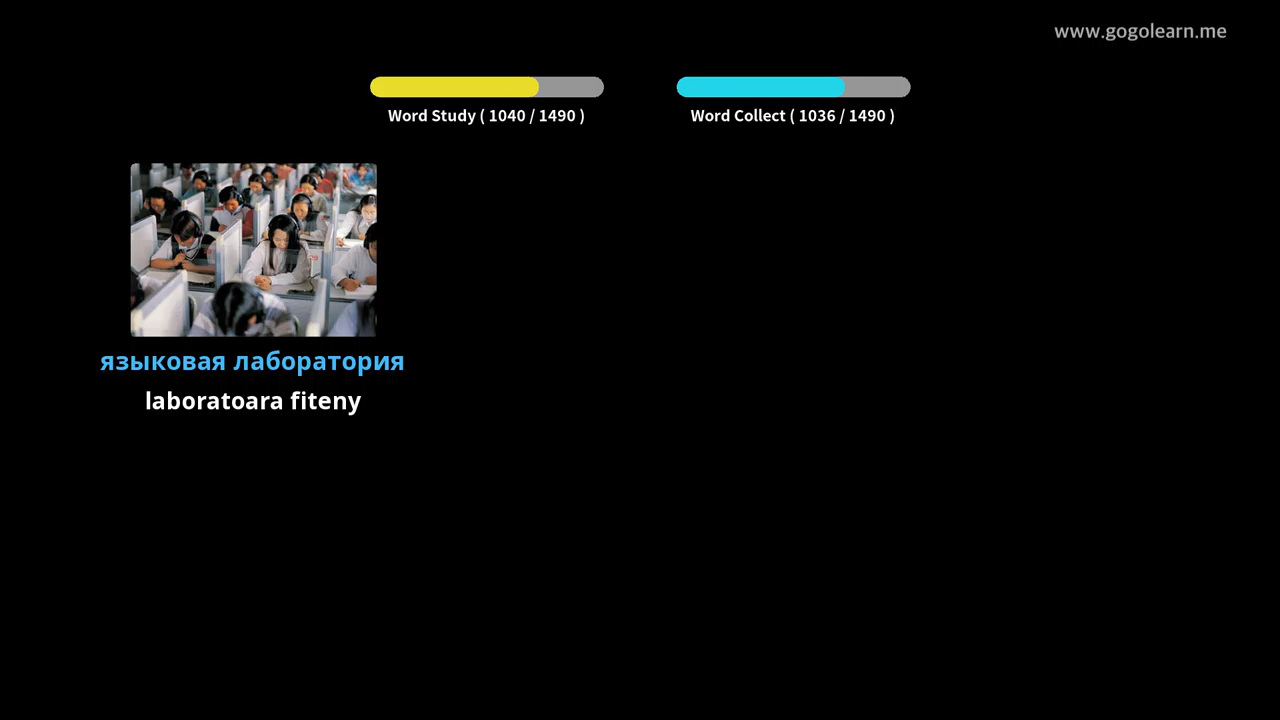 www.gogolearn.me
Word Study ( 1040 / 1490 )
Word Collect ( 1036 / 1490 )
языковая лаборатория
laboratoara fiteny